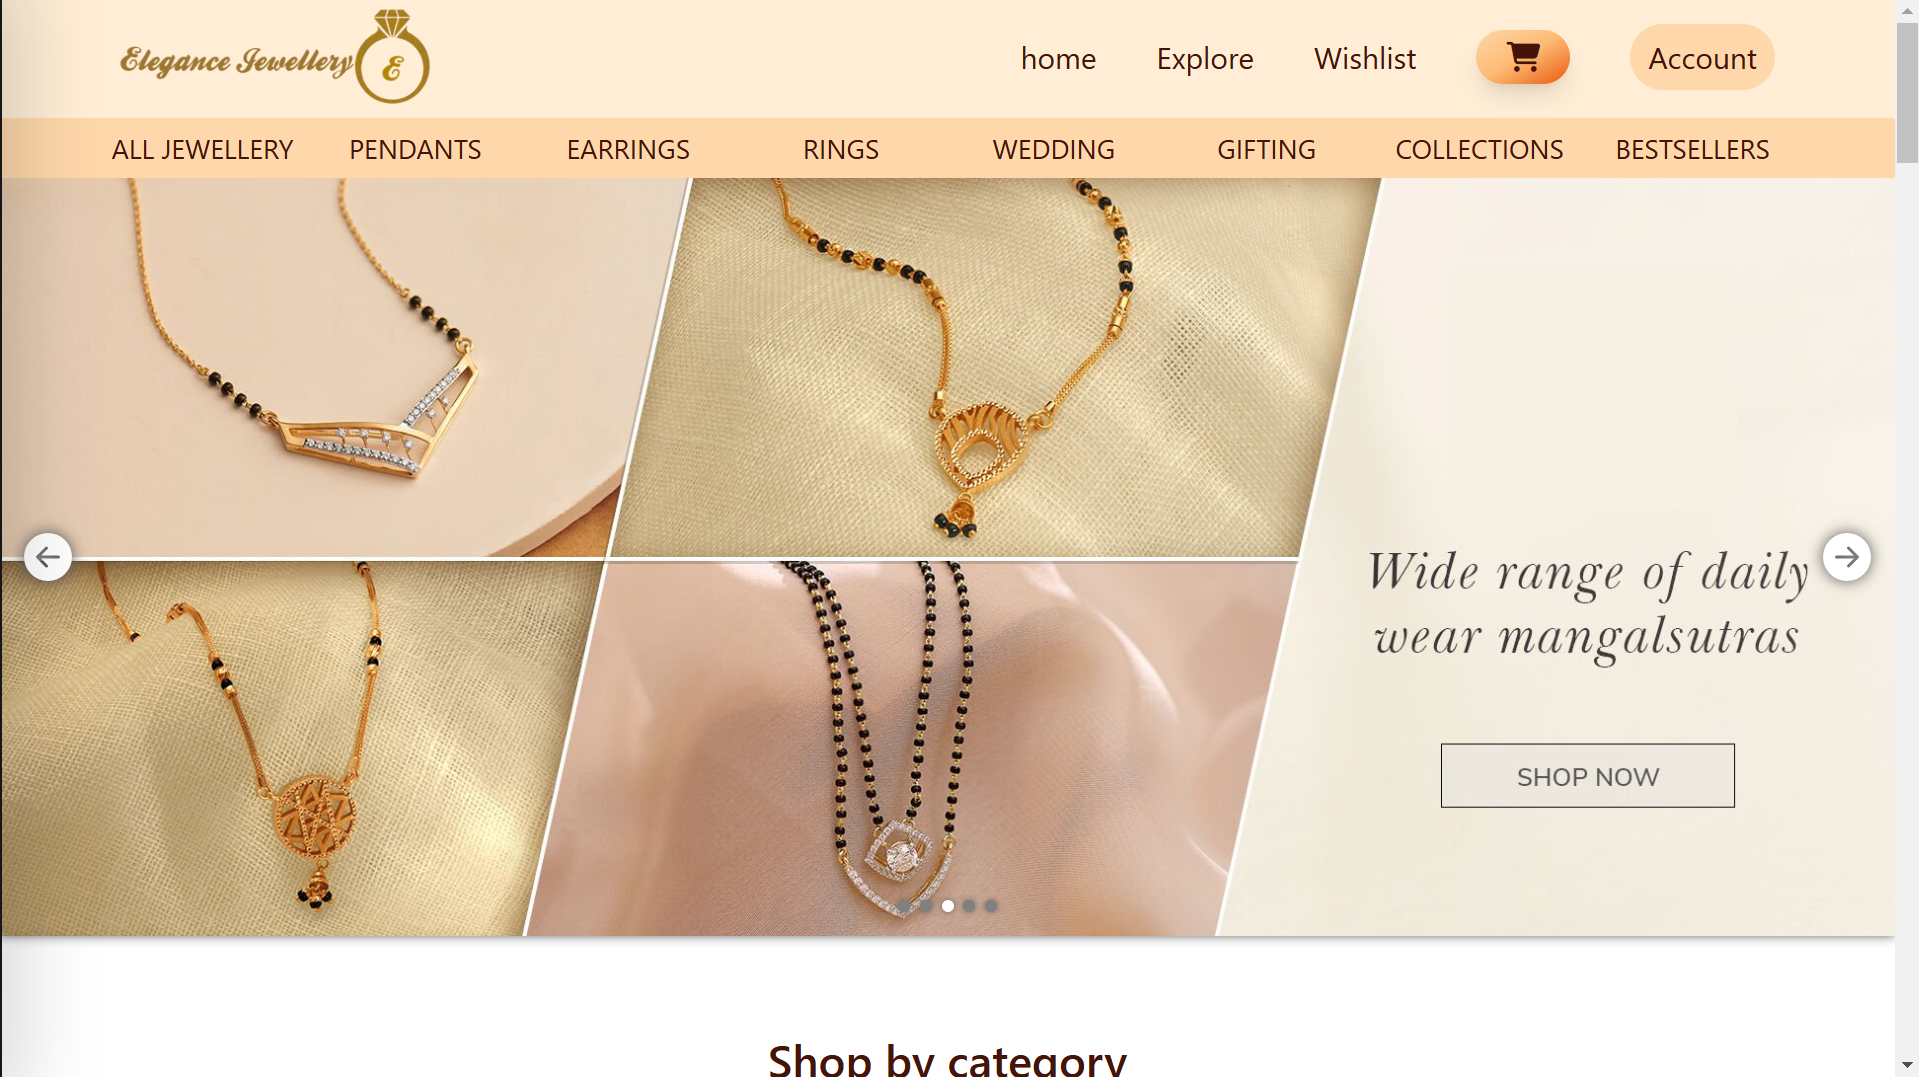 Elegance Jewellery E
home Explore Wishlist Account
ALL JEWELLERY PENDANTS EARRINGS RINGS WEDDING GIFTING COLLECTIONS BESTSELLERS
Wide range of daily
wear mangalsutras
SHOP NOW
Shop by category